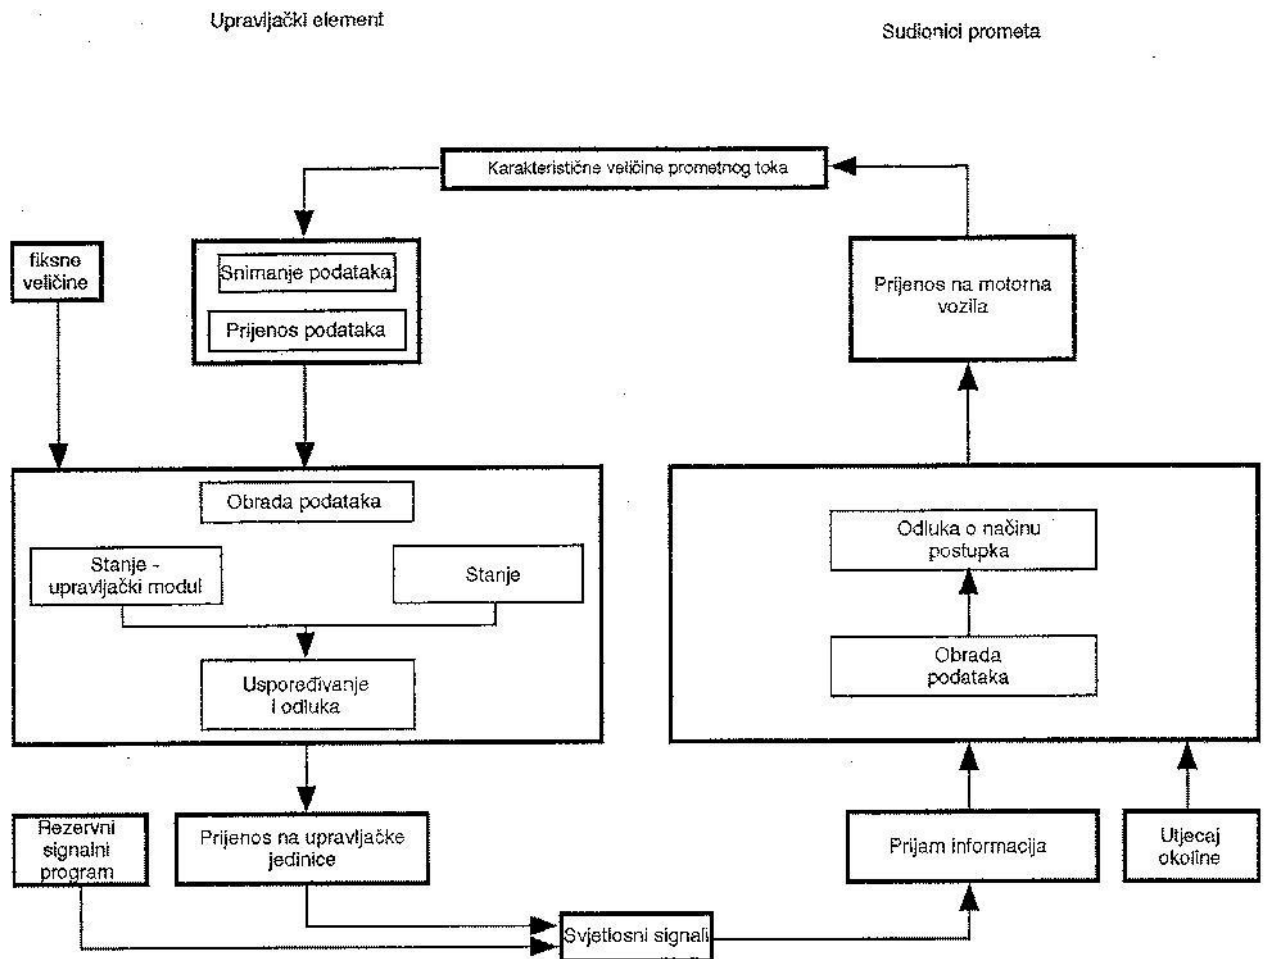 Upravljački element
Sudionici prometa
Karakteristične veličine prometnog toka
fiksne
veličine
Snimanje podataka
Prijenos podataka
Prijenos na motorna
vozila
Obrada podataka
Stanje -
upravljački modul
Stanje
Uspoređivanje
i odluka
Odluka o načinu
postupka
Obrada
podataka
Rezervni
signalni
program
Prijenos na upravljačke
jedinice
Prijam informacija
Utjecaj
okoline
Svjetlosni signali